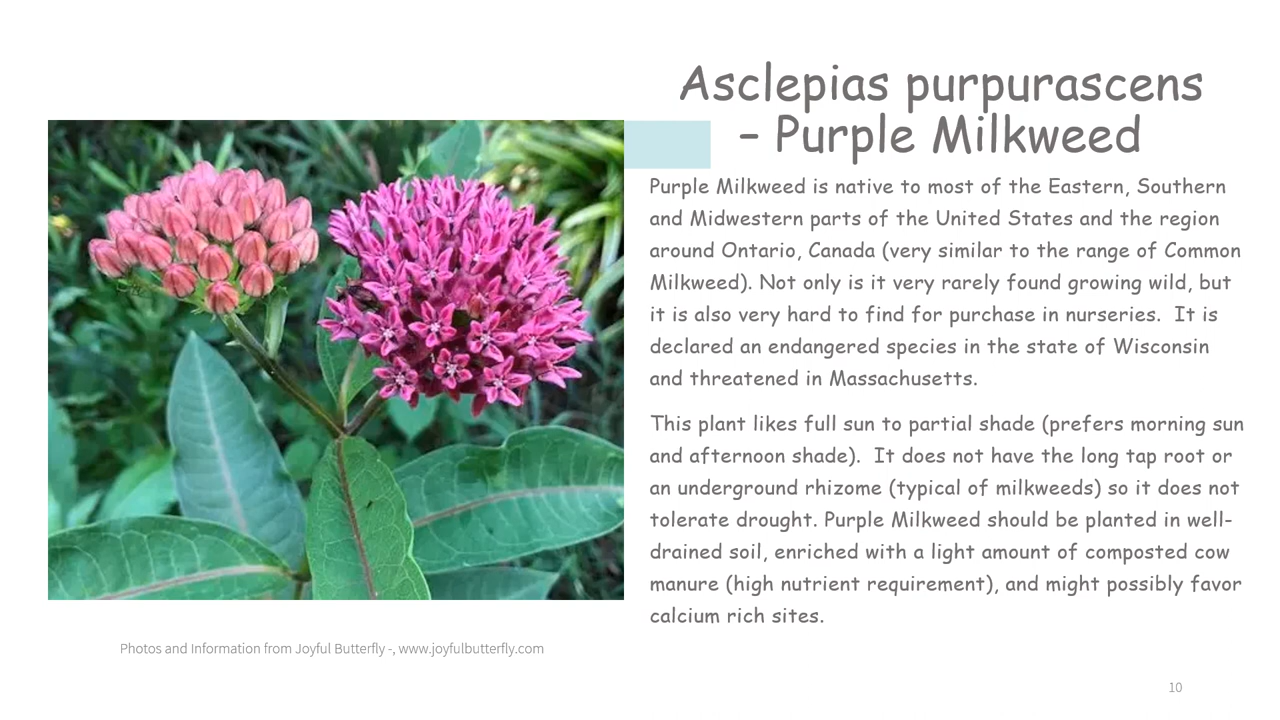 Asclepias purpurascens
– Purple Milkweed
Purple Milkweed is native to most of the Eastern, Southern
and Midwestern parts of the United States and the region
around Ontario, Canada (very similar to the range of Common
Milkweed). Not only is it very rarely found growing wild, but
it is also very hard to find for purchase in nurseries.  It is
declared an endangered species in the state of Wisconsin
and threatened in Massachusetts.
This plant likes full sun to partial shade (prefers morning sun
and afternoon shade).  It does not have the long tap root or
an underground rhizome (typical of milkweeds) so it does not
tolerate drought. Purple Milkweed should be planted in well-
drained soil, enriched with a light amount of composted cow
manure (high nutrient requirement), and might possibly favor
calcium rich sites.
Photos and Information from Joyful Butterfly -, www.joyfulbutterfly.com
10